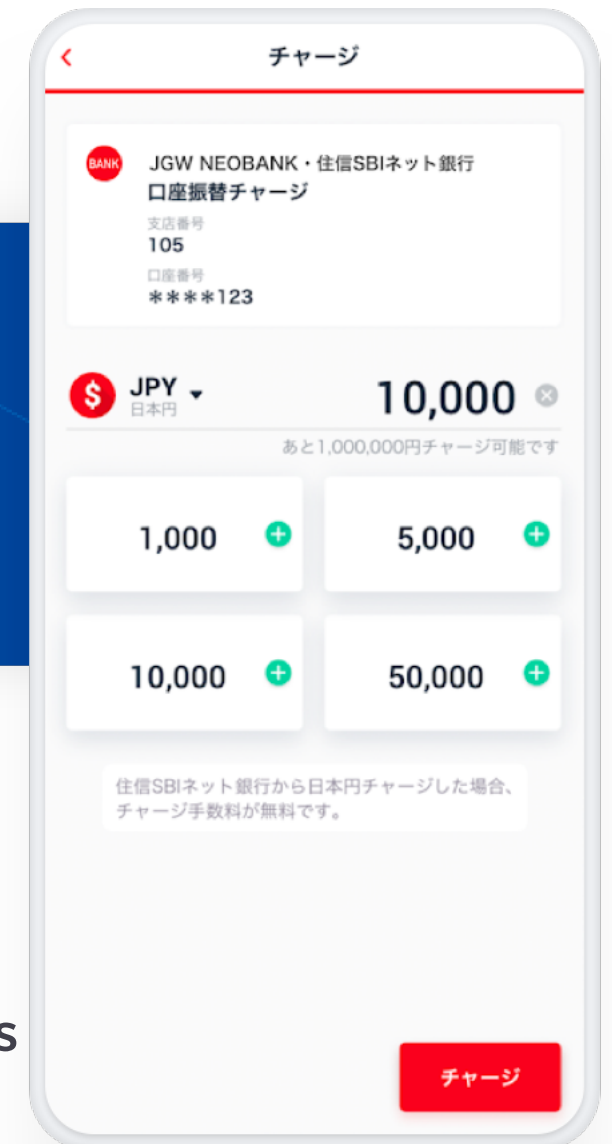 チャージ
BANK
JGW NEOBANK・住信SBIネット銀行
口座振替チャージ
支店番号
105
口座番号
****123
$
JPY
日本円
10,000
あと1,000,000円チャージ可能です
1,000
5,000
10,000
50,000
住信SBIネット銀行から日本円チャージした場合、
チャージ手数料が無料です。
s
チャージ